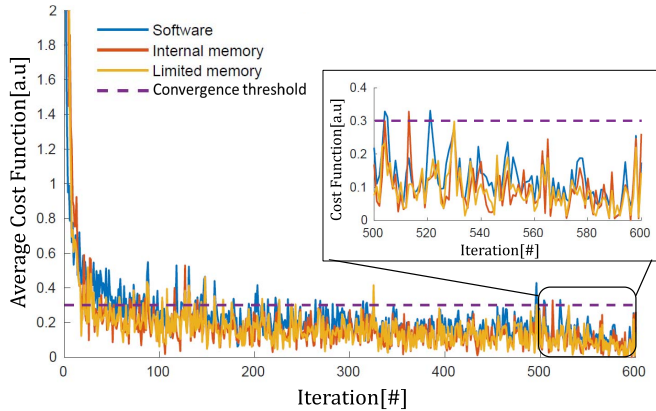 2
1.8
1.6
1.4
1.2
1
0.8
0.6
0.4
0.2
0
Average Cost Function[a.u]
Software
Internal memory
Limited memory
Convergence threshold
0.4
0.3
0.2
0.1
0
Cost Function[a.u]
500 520 540 560 580 600
Iteration[#]
0 100 200 300 400 500 600
Iteration[#]